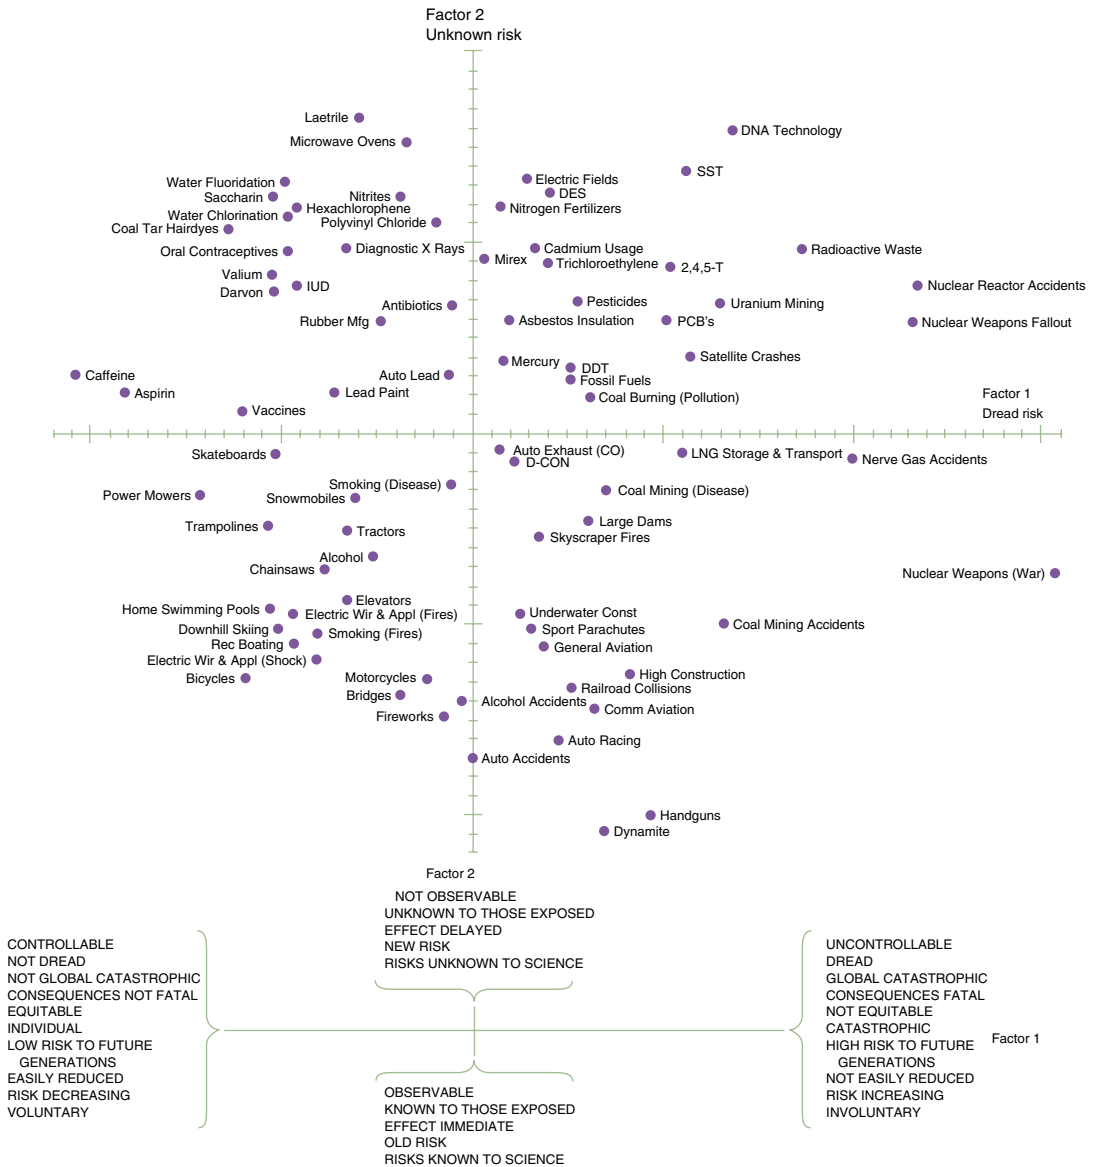 Factor 2
Unknown risk
Laetrile
DNA Technology
Microwave Ovens
SST
Water Fluoridation
Electric Fields
Saccharin
Nitrites
DES
Hexachlorophene
Nitrogen Fertilizers
Water Chlorination
Polyvinyl Chloride
Coal Tar Hairdyes
Oral Contraceptives
Diagnostic X Rays
Cadmium Usage
Radioactive Waste
Mirex
Trichloroethylene
2,4,5-T
Valium
IUD
Nuclear Reactor Accidents
Darvon
Antibiotics
Pesticides
Uranium Mining
Rubber Mfg
Asbestos Insulation
PCB's
Nuclear Weapons Fallout
Mercury
Satellite Crashes
DDT
Caffeine
Auto Lead
Fossil Fuels
Aspirin
Lead Paint
Coal Burning (Pollution)
Factor 1
Dread risk
Vaccines
Skateboards
Auto Exhaust (CO)
LNG Storage & Transport
Nerve Gas Accidents
D-CON
Smoking (Disease)
Coal Mining (Disease)
Power Mowers
Snowmobiles
Trampolines
Tractors
Large Dams
Skyscraper Fires
Alcohol
Chainsaws
Nuclear Weapons (War)
Elevators
Home Swimming Pools
Electric Wir & Appl (Fires)
Underwater Const
Downhill Skiing
Smoking (Fires)
Sport Parachutes
Coal Mining Accidents
Rec Boating
General Aviation
Electric Wir & Appl (Shock)
Bicycles
Motorcycles
High Construction
Bridges
Railroad Collisions
Alcohol Accidents
Comm Aviation
Fireworks
Auto Racing
Auto Accidents
Handguns
Dynamite
Factor 2
NOT OBSERVABLE
UNKNOWN TO THOSE EXPOSED
EFFECT DELAYED
NEW RISK
RISKS UNKNOWN TO SCIENCE
CONTROLLABLE
NOT DREAD
NOT GLOBAL CATASTROPHIC
CONSEQUENCES NOT FATAL
EQUITABLE
INDIVIDUAL
LOW RISK TO FUTURE
GENERATIONS
EASILY REDUCED
RISK DECREASING
VOLUNTARY
UNCONTROLLABLE
DREAD
GLOBAL CATASTROPHIC
CONSEQUENCES FATAL
NOT EQUITABLE
CATASTROPHIC
HIGH RISK TO FUTURE
GENERATIONS
NOT EASILY REDUCED
RISK INCREASING
INVOLUNTARY
Factor 1
OBSERVABLE
KNOWN TO THOSE EXPOSED
EFFECT IMMEDIATE
OLD RISK
RISKS KNOWN TO SCIENCE